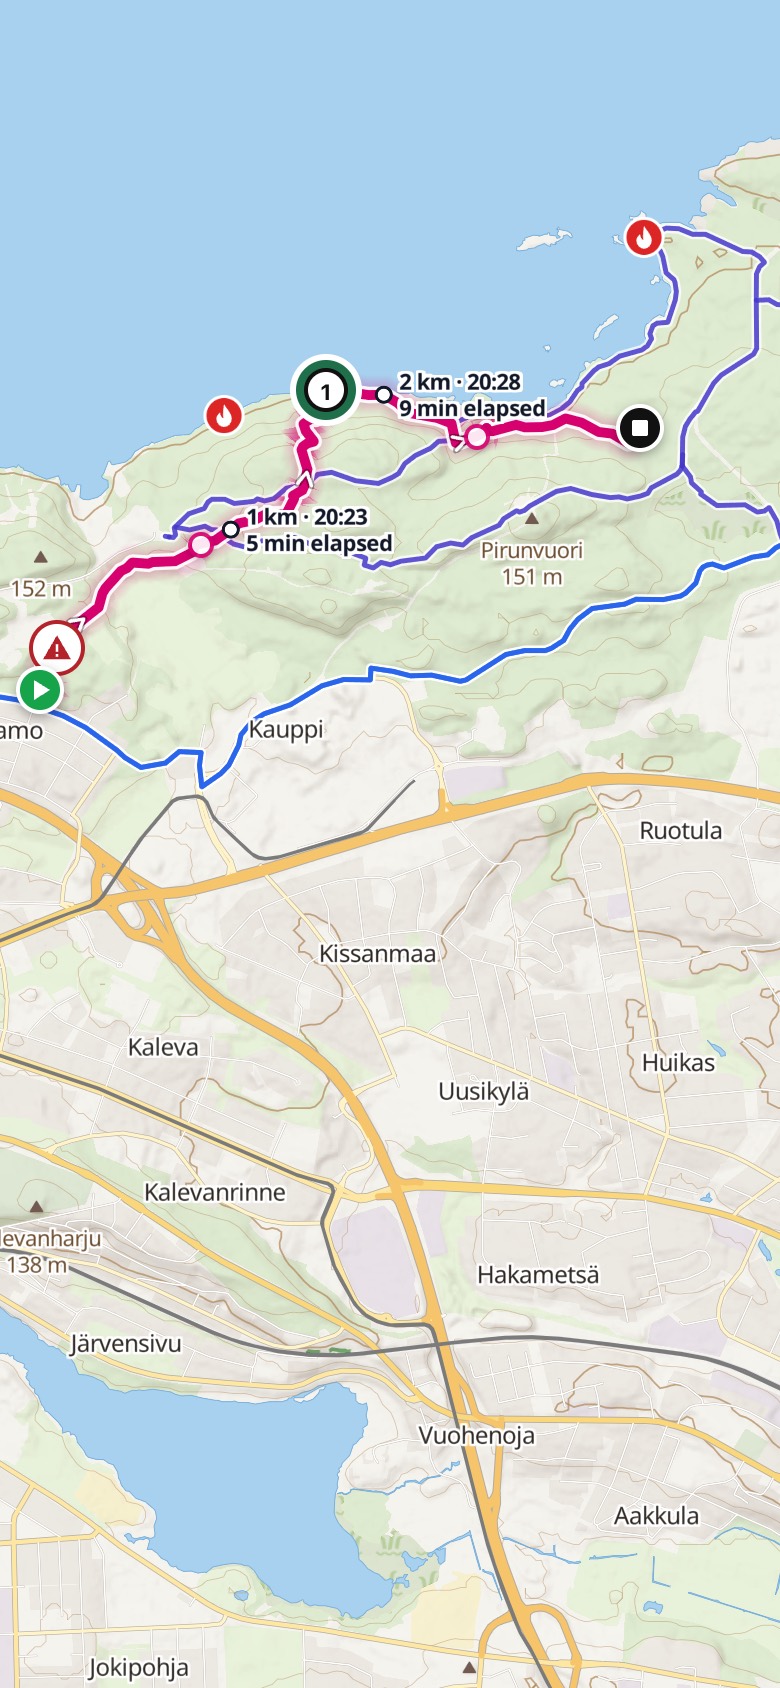 1
2 km · 20:28
9 min elapsed
1 km · 20:23
5 min elapsed
Pirunvuori
151 m
152 m
amo
Kauppi
Ruotula
Kissanmaa
Kaleva
Huikas
Uusikylä
Kalevanrinne
levanharju
138 m
Hakametsä
Järvensivu
Vuohenoja
Aakkula
Jokipohja